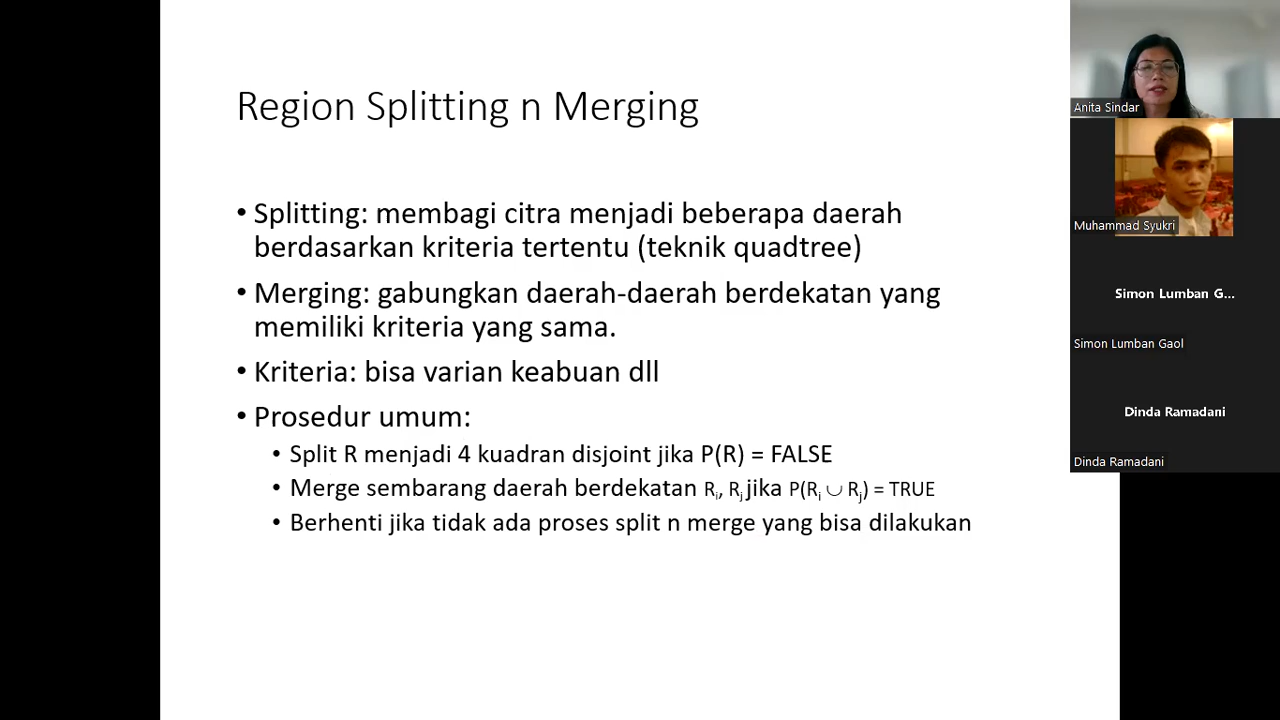 Region Splitting n Merging
• Splitting: membagi citra menjadi beberapa daerah
berdasarkan kriteria tertentu (teknik quadtree)
• Merging: gabungkan daerah-daerah berdekatan yang
memiliki kriteria yang sama.
• Kriteria: bisa varian keabuan dll
• Prosedur umum:
• Split R menjadi 4 kuadran disjoint jika P(R) = FALSE
• Merge sembarang daerah berdekatan Ri, Rj jika P(Ri ∪ Rj) = TRUE
• Berhenti jika tidak ada proses split n merge yang bisa dilakukan
Anita Sindar
Muhammad Syukri
Simon Lumban G...
Simon Lumban Gaol
Dinda Ramadani
Dinda Ramadani